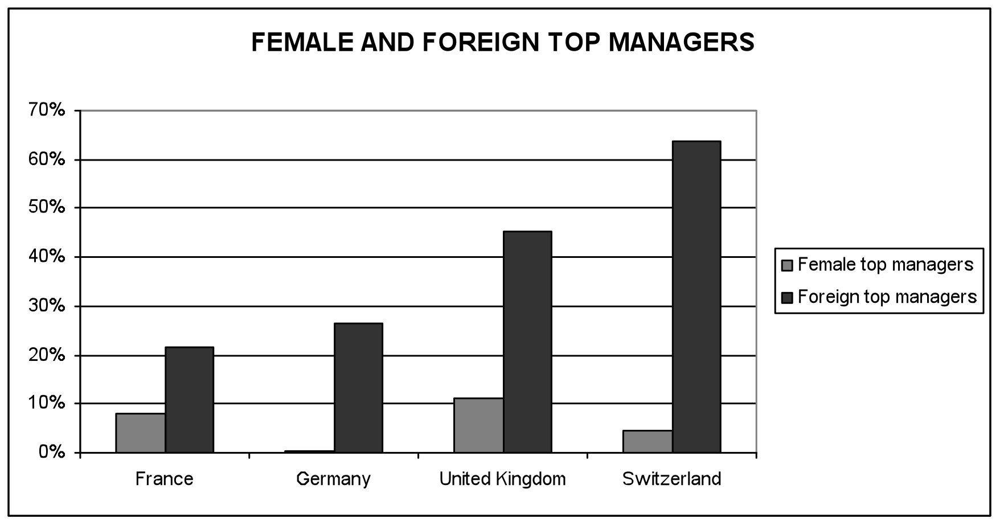 FEMALE AND FOREIGN TOP MANAGERS
70%
60%
50%
40%
30%
20%
10%
0%
France Germany United Kingdom Switzerland
Female top managers
Foreign top managers